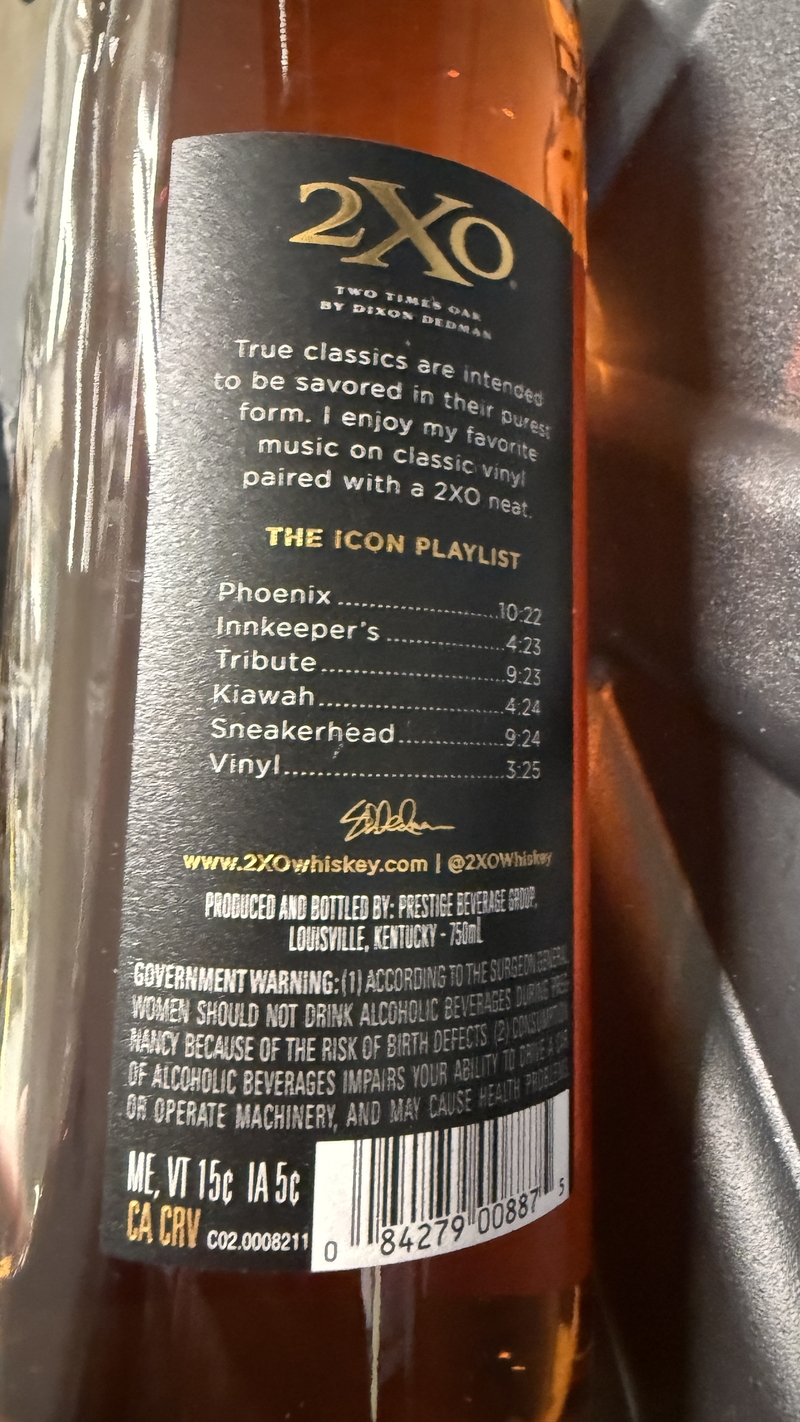 2XO
TWO TIMES OAK
BY DIXON DEDMAN
True classics are intended
to be savored in their purest
form. I enjoy my favorite
music on classic vinyl
paired with a 2XO neat.
THE ICON PLAYLIST
Phoenix ........................ 10:22
Innkeeper's ................. 4:23
Tribute .......................... 9:23
Kiawah .......................... 4:24
Sneakerhead ............... 9:24
Vinyl ............................... 3:25
www.2XOwhiskey.com | @2XOWhiskey
PRODUCED AND BOTTLED BY: PRESTIGE BEVERAGE GROUP,
LOUISVILLE, KENTUCKY - 750mL
GOVERNMENT WARNING: (1) ACCORDING TO THE SURGEON GENERAL,
WOMEN SHOULD NOT DRINK ALCOHOLIC BEVERAGES DURING PREG-
NANCY BECAUSE OF THE RISK OF BIRTH DEFECTS (2) CONSUMPTION
OF ALCOHOLIC BEVERAGES IMPAIRS YOUR ABILITY TO DRIVE A CAR
OR OPERATE MACHINERY, AND MAY CAUSE HEALTH PROBLEMS.
ME, VT 15¢ IA 5¢
CA CRV C02.0008211
0 84279 00887 5